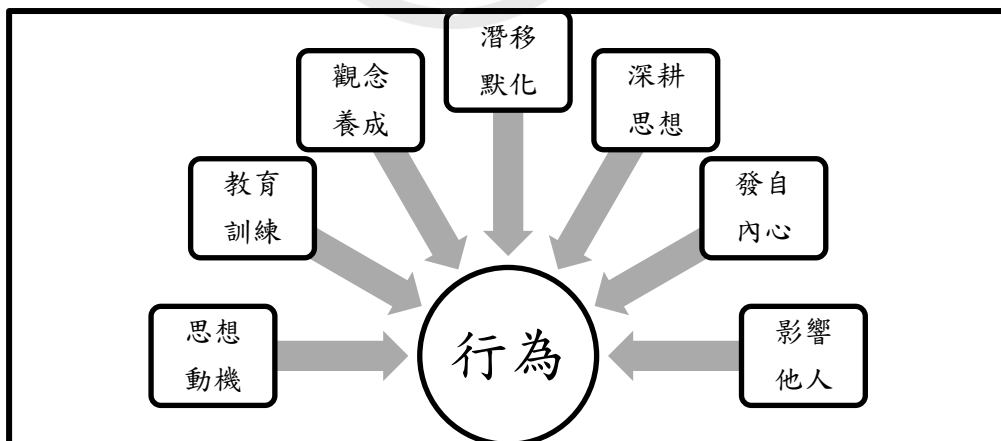 潛移
默化
觀念
養成
深耕
思想
教育
訓練
發自
內心
思想
動機
行為
影響
他人